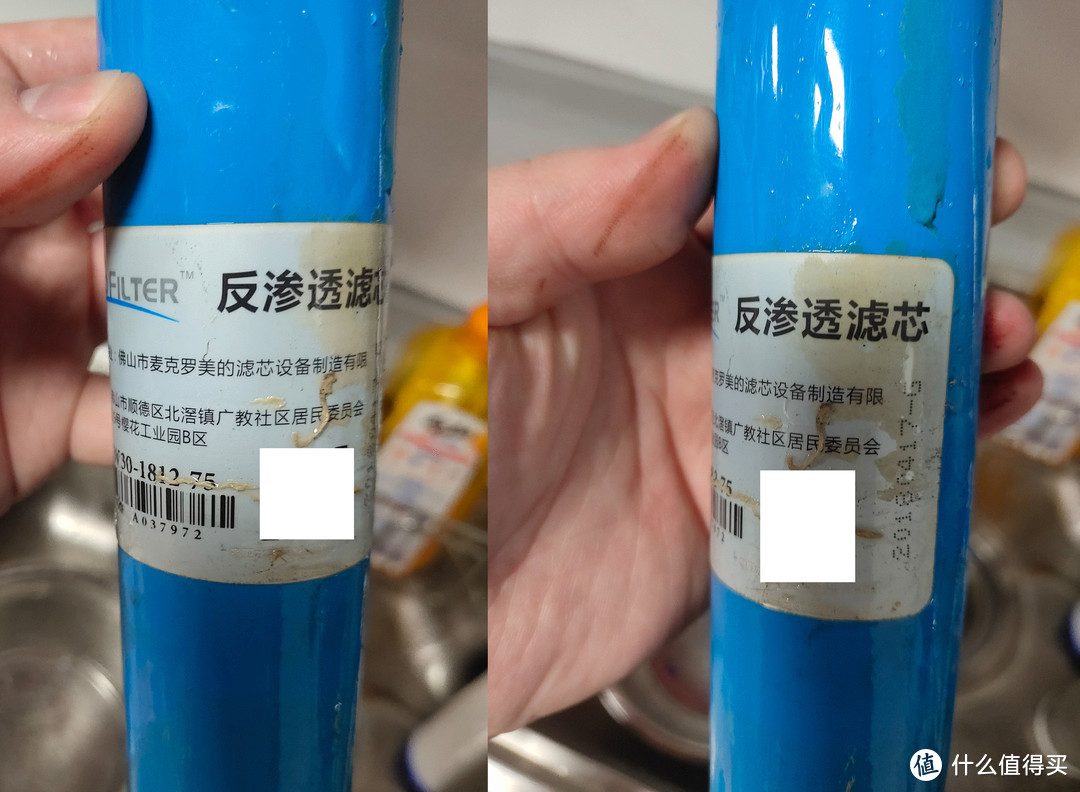 FILTER™
反渗透滤芯
佛山市麦克罗美的滤芯设备制造有限
山市顺德区北滘镇广教社区居民委员会
号樱花工业园B区
30-1812-75
A037972
反渗透滤芯
克罗美的滤芯设备制造有限
北滘镇广教社区居民委员会
B区
2-75
972
值 什么值得买